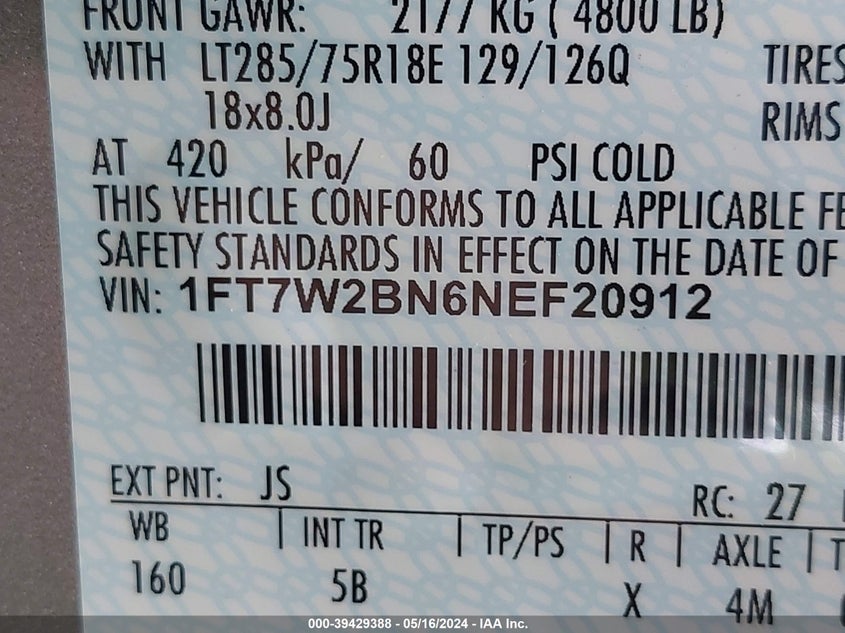 FRONT GAWR: 2177 KG ( 4800 LB)
WITH LT285/75R18E 129/126Q TIRES
18x8.0J RIMS
AT 420 kPa/ 60 PSI COLD
THIS VEHICLE CONFORMS TO ALL APPLICABLE FE
SAFETY STANDARDS IN EFFECT ON THE DATE OF
VIN: 1FT7W2BN6NEF20912
EXT PNT: JS RC: 27
WB | INT TR | TP/PS | R | AXLE | T
160 5B X 4M
000-39429388 - 05/16/2024 - IAA Inc.